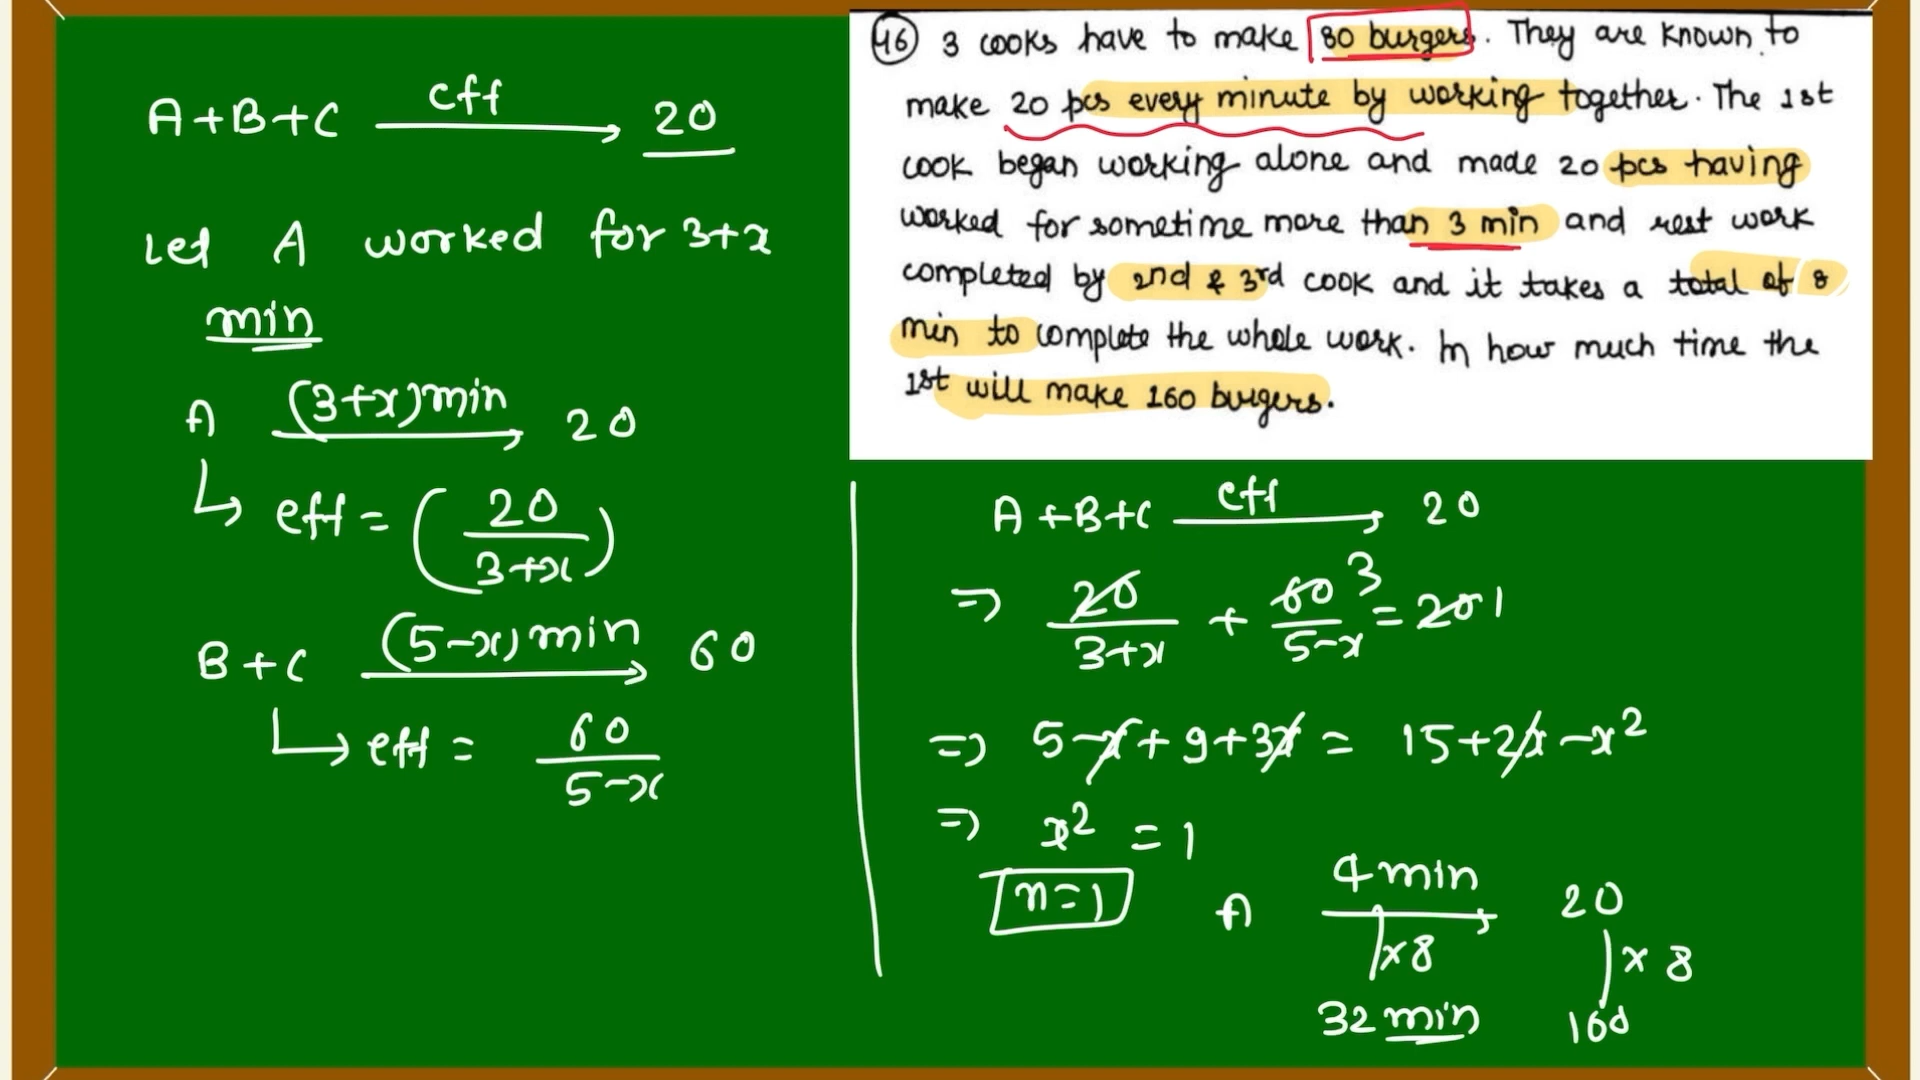 46 3 cooks have to make 80 burgers. They are known to
make 20 pcs every minute by working together. The 1st
cook began working alone and made 20 pcs having
worked for sometime more than 3 min and rest work
completed by 2nd & 3rd cook and it takes a total of 8
min to complete the whole work. In how much time the
1st will make 160 burgers.
A+B+C eff → 20
Let A worked for 3+x
min
A (3+x)min → 20
↳ eff = (20/3+x)
B+C (5-x)min → 60
↳ eff = 60/5-x
A+B+C eff → 20
⇒ 20/3+x + 60/5-x 3 = 20 1
⇒ 5-x+9+3x = 15+2x-x²
⇒ x² = 1
n=1
A 4min → 20
×8 ×8
32 min 160